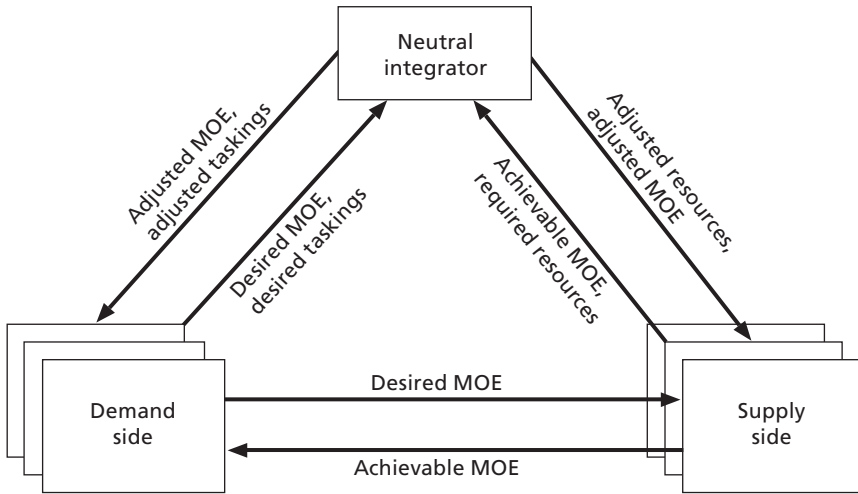 Neutral
integrator
Adjusted MOE,
adjusted taskings
Desired MOE,
desired taskings
Achievable MOE,
required resources
Adjusted resources,
adjusted MOE
Demand
side
Desired MOE
Achievable MOE
Supply
side